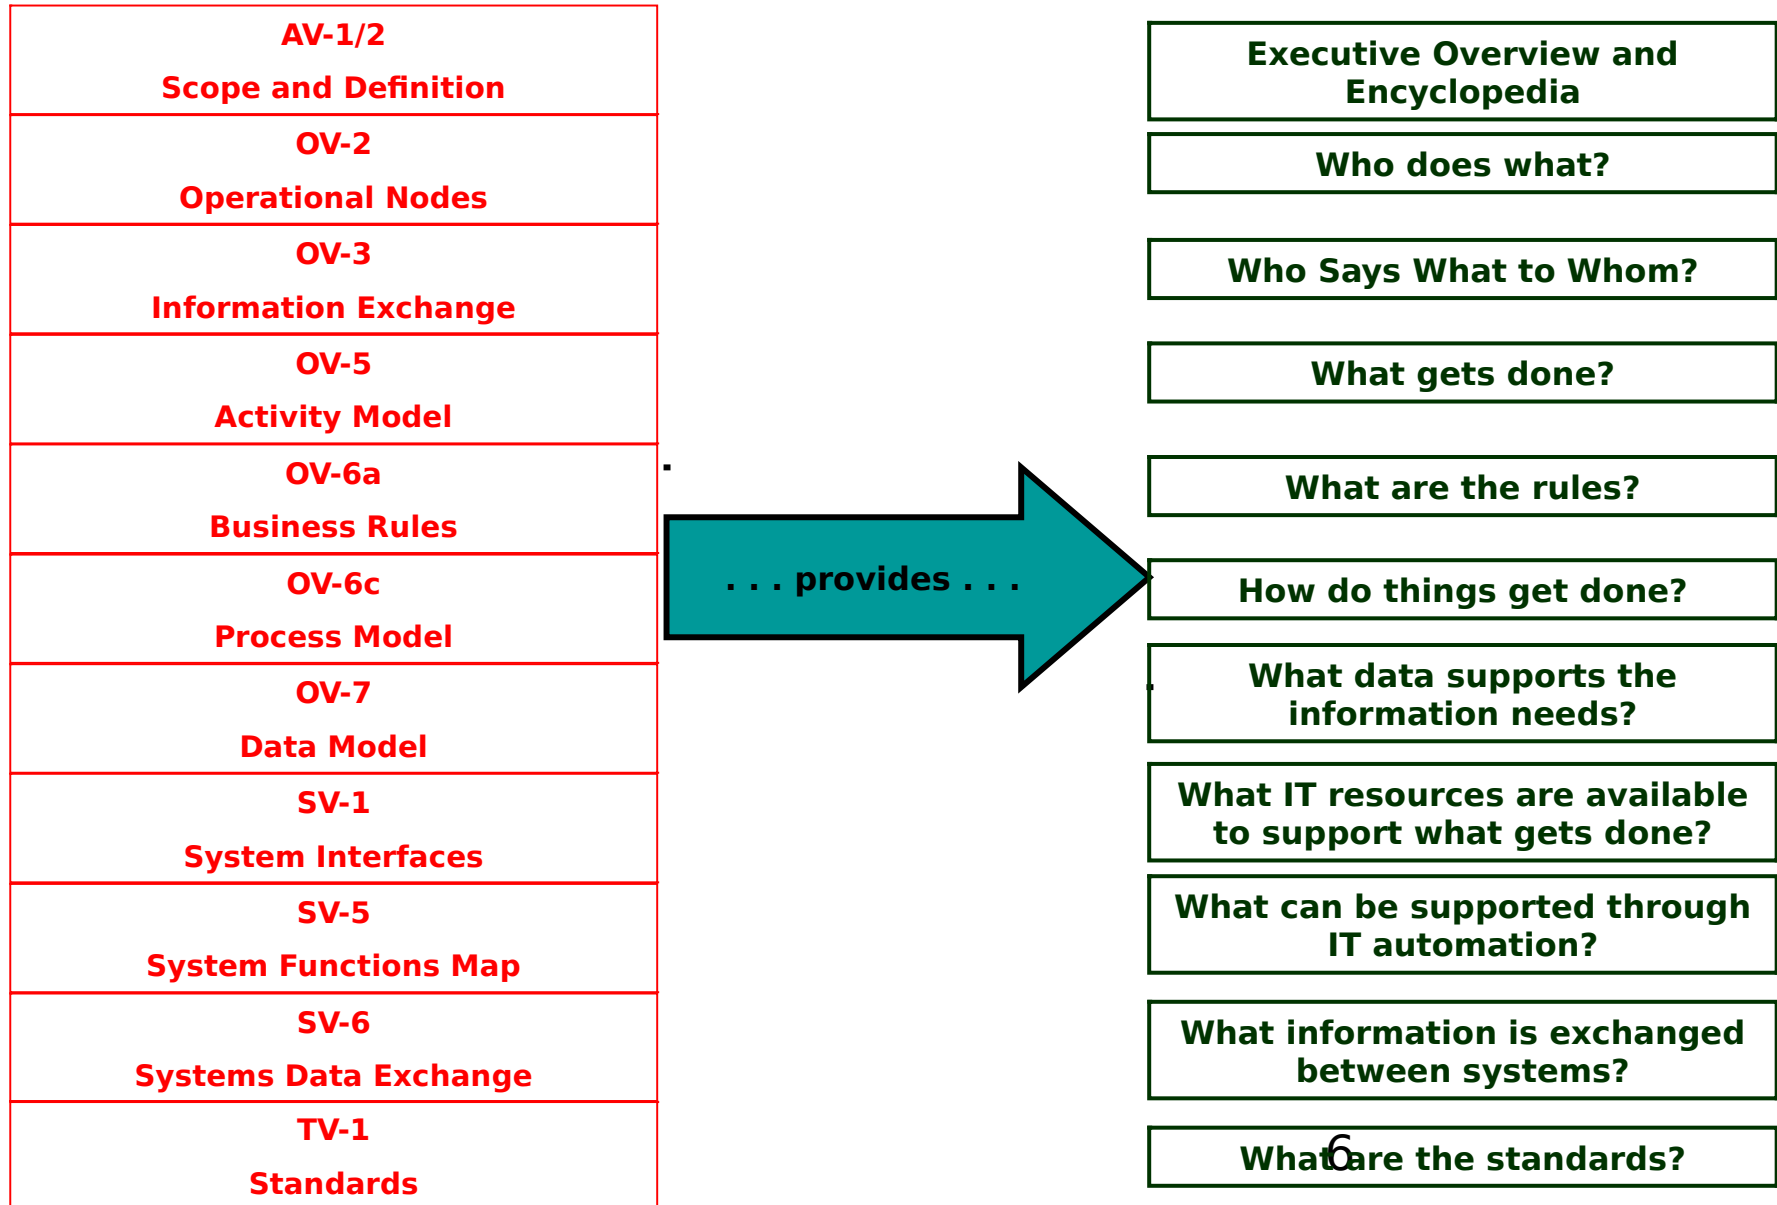 AV-1/2
Scope and Definition
OV-2
Operational Nodes
OV-3
Information Exchange
OV-5
Activity Model
OV-6a
Business Rules
OV-6c
Process Model
OV-7
Data Model
SV-1
System Interfaces
SV-5
System Functions Map
SV-6
Systems Data Exchange
TV-1
Standards
. . . provides . . .
Executive Overview and
Encyclopedia
Who does what?
Who Says What to Whom?
What gets done?
What are the rules?
How do things get done?
What data supports the
information needs?
What IT resources are available
to support what gets done?
What can be supported through
IT automation?
What information is exchanged
between systems?
What are the standards?
6